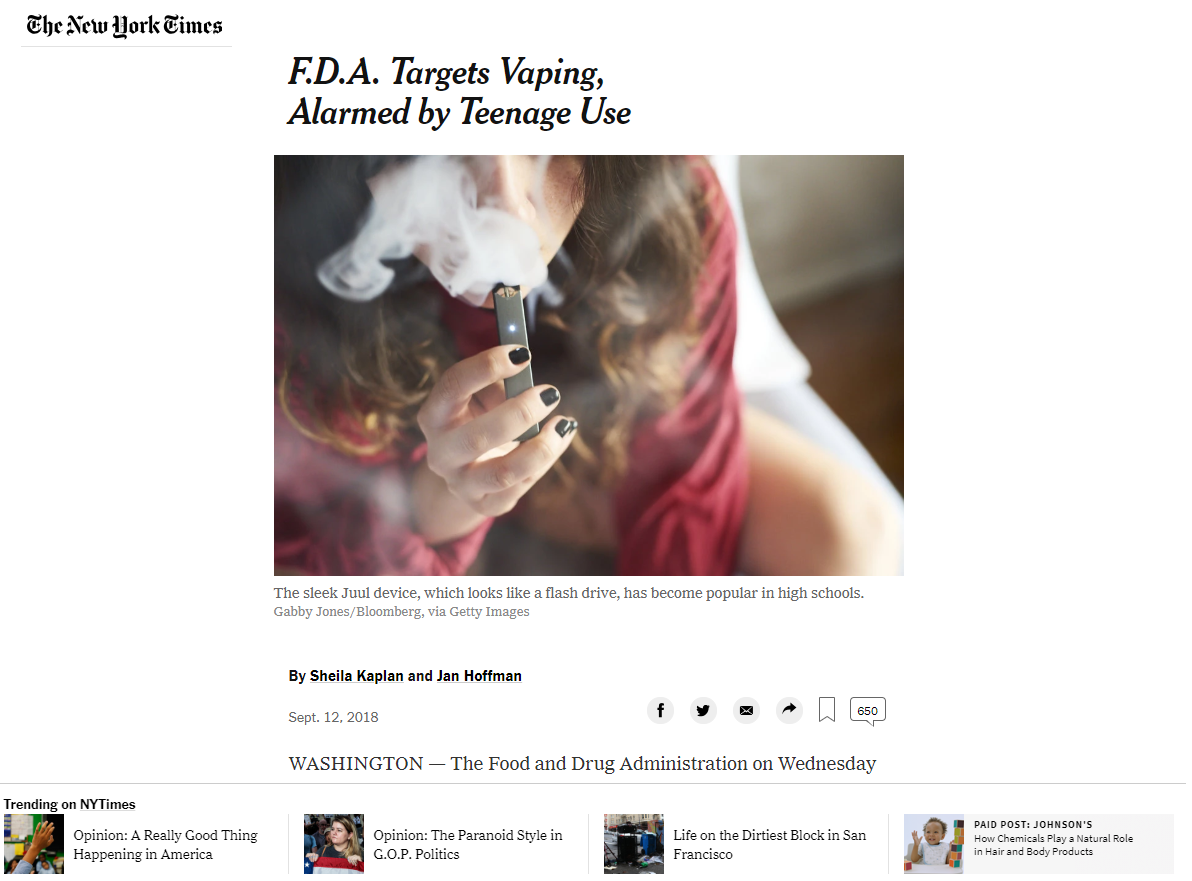 The New York Times
F.D.A. Targets Vaping,
Alarmed by Teenage Use
The sleek Juul device, which looks like a flash drive, has become popular in high schools.
Gabby Jones/Bloomberg, via Getty Images
By Sheila Kaplan and Jan Hoffman
Sept. 12, 2018
650
WASHINGTON — The Food and Drug Administration on Wednesday
Trending on NYTimes
Opinion: A Really Good Thing
Happening in America
Opinion: The Paranoid Style in
G.O.P. Politics
Life on the Dirtiest Block in San
Francisco
PAID POST: JOHNSON'S
How Chemicals Play a Natural Role
in Hair and Body Products